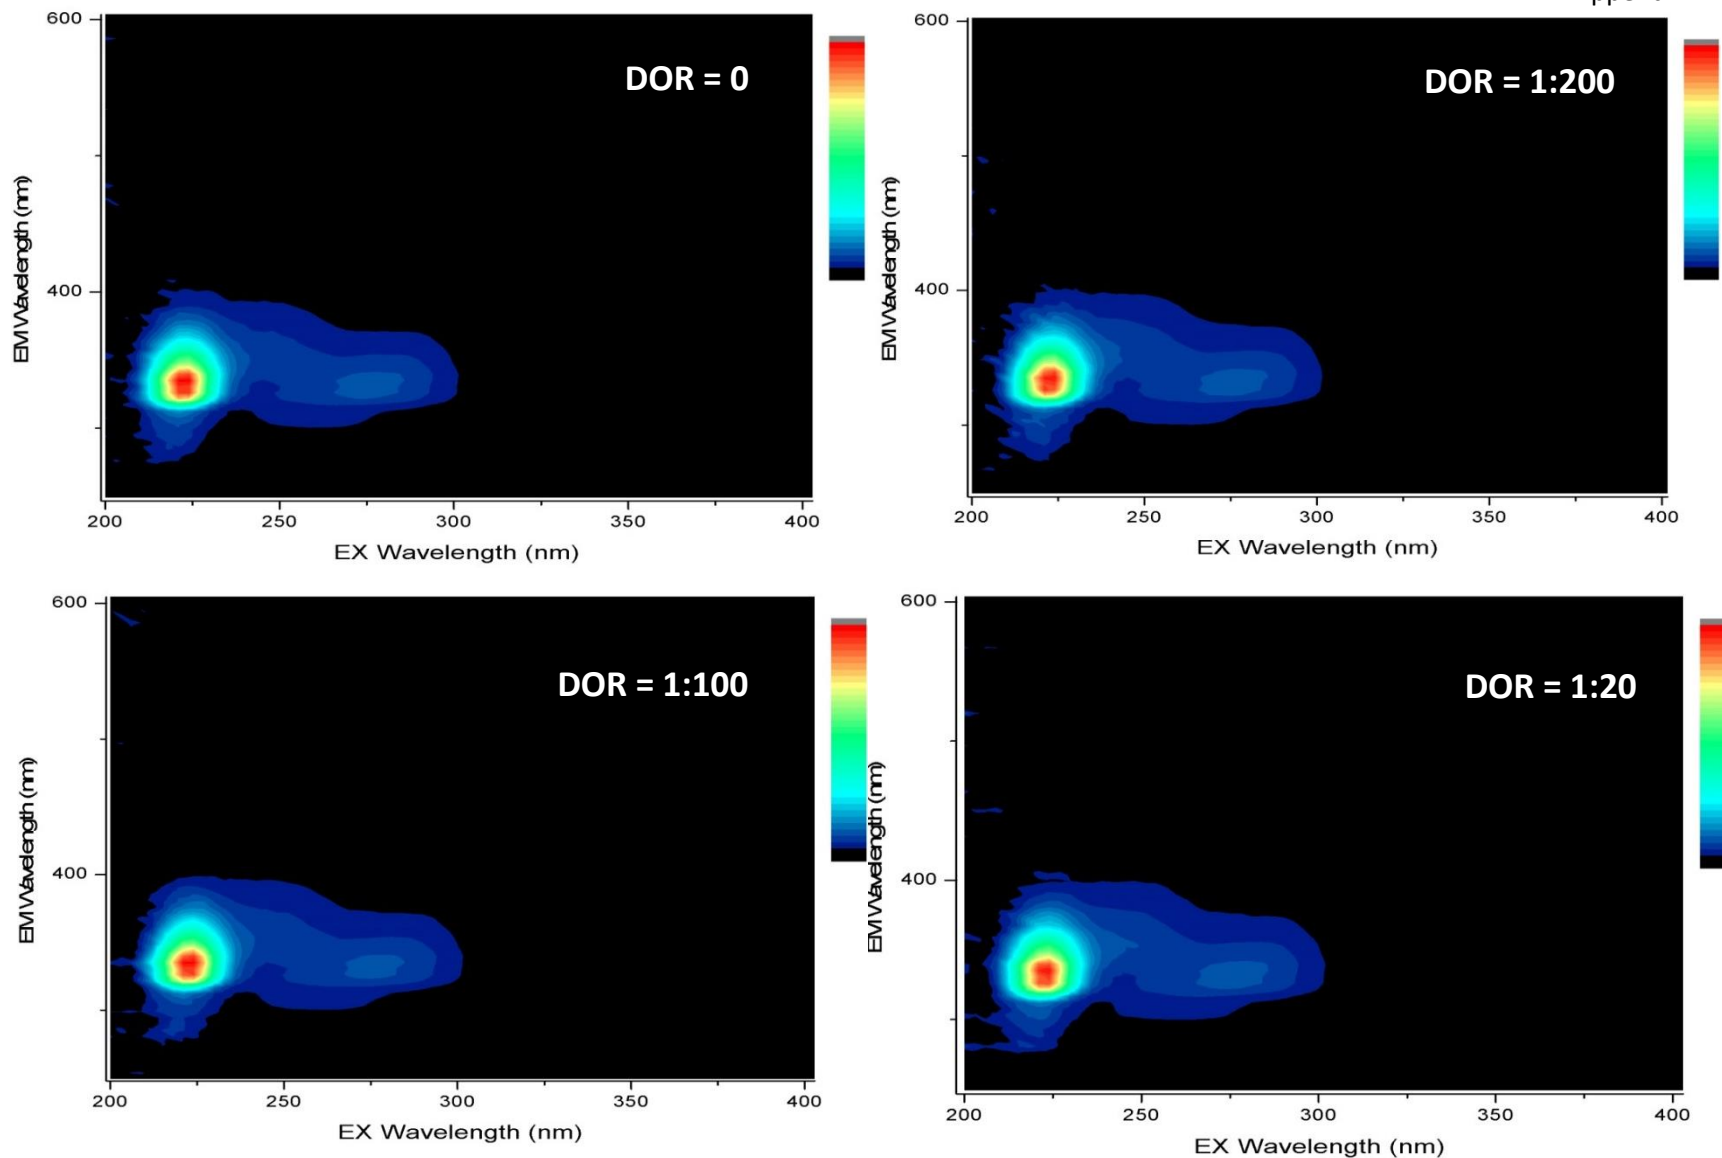 600
DOR = 0
400
EM Wavelength (nm)
200 250 300 350 400
EX Wavelength (nm)
600
DOR = 1:200
400
EM Wavelength (nm)
200 250 300 350 400
EX Wavelength (nm)
600
DOR = 1:100
400
EM Wavelength (nm)
200 250 300 350 400
EX Wavelength (nm)
600
DOR = 1:20
400
EM Wavelength (nm)
200 250 300 350 400
EX Wavelength (nm)